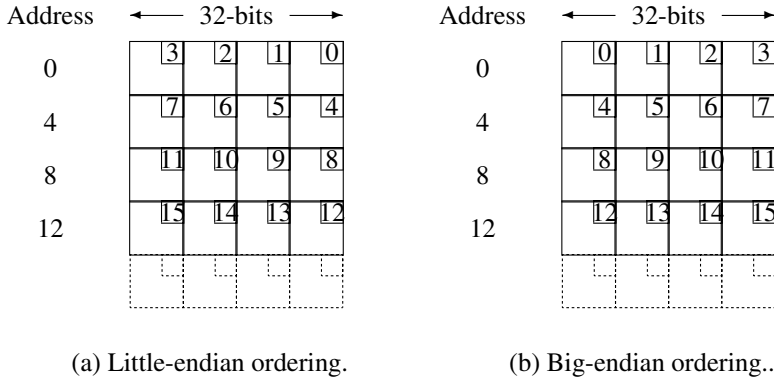 Address 32-bits
0 3 2 1 0
4 7 6 5 4
8 11 10 9 8
12 15 14 13 12
(a) Little-endian ordering.
Address 32-bits
0 0 1 2 3
4 4 5 6 7
8 8 9 10 11
12 12 13 14 15
(b) Big-endian ordering..